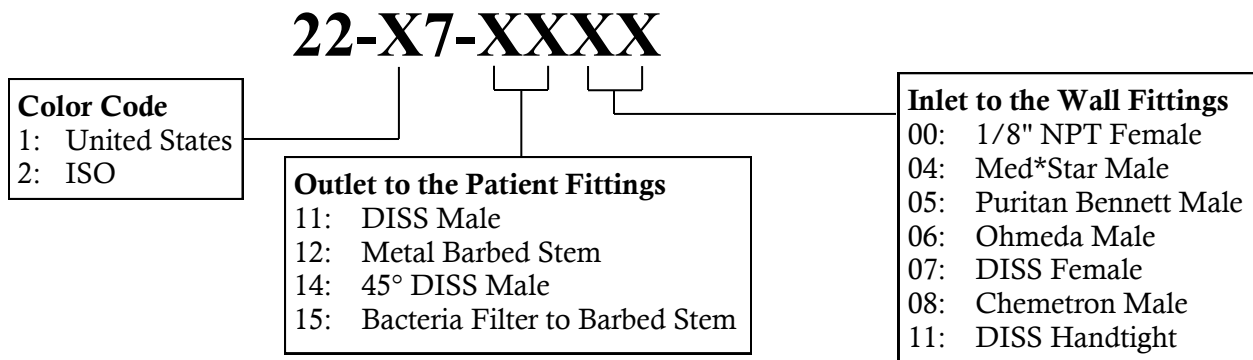 22-X7-XXXX
Color Code
1: United States
2: ISO
Outlet to the Patient Fittings
11: DISS Male
12: Metal Barbed Stem
14: 45° DISS Male
15: Bacteria Filter to Barbed Stem
Inlet to the Wall Fittings
00: 1/8" NPT Female
04: Med*Star Male
05: Puritan Bennett Male
06: Ohmeda Male
07: DISS Female
08: Chemetron Male
11: DISS Handtight